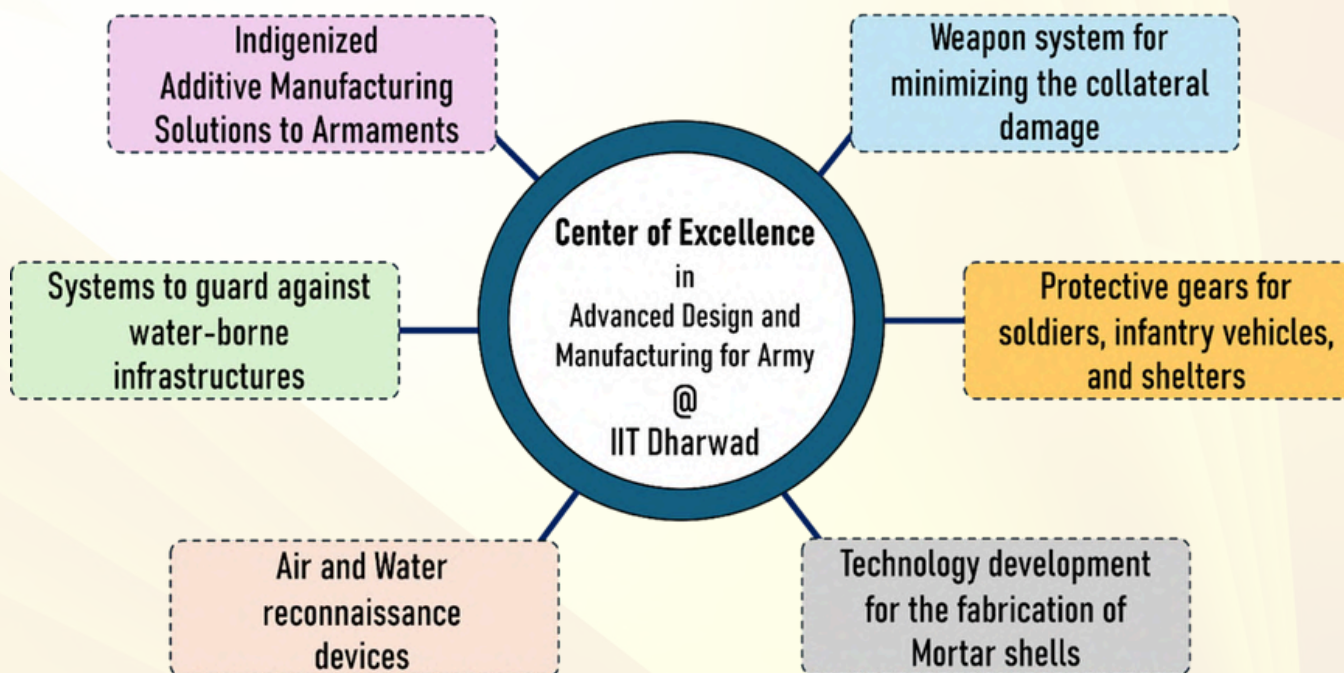 Indigenized
Additive Manufacturing
Solutions to Armaments
Weapon system for
minimizing the collateral
damage
Center of Excellence
in
Advanced Design and
Manufacturing for Army
@
IIT Dharwad
Systems to guard against
water-borne
infrastructures
Protective gears for
soldiers, infantry vehicles,
and shelters
Air and Water
reconnaissance
devices
Technology development
for the fabrication of
Mortar shells